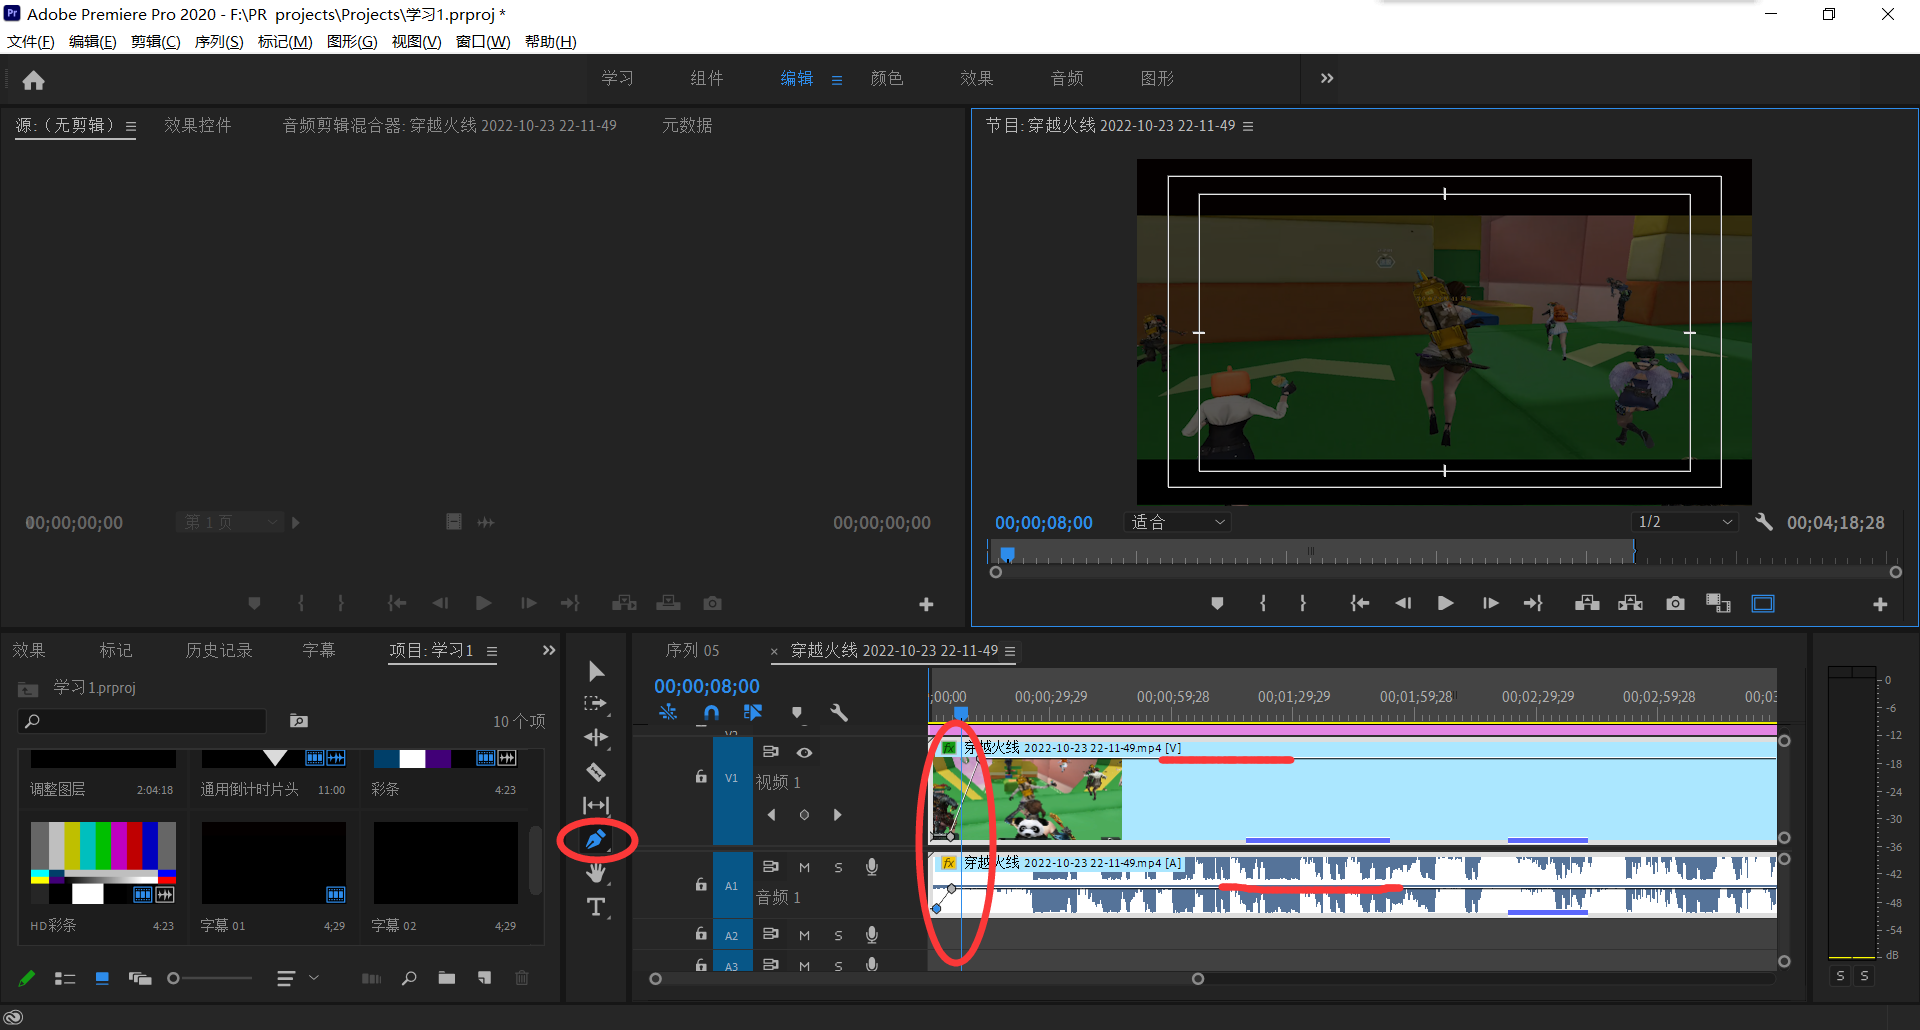 Adobe Premiere Pro 2020 - F:\PR projects\Projects\学习1.prproj *
文件(F) 编辑(E) 剪辑(C) 序列(S) 标记(M) 图形(G) 视图(V) 窗口(W) 帮助(H)
学习 组件 编辑 颜色 效果 音频 图形
源:（无剪辑） 效果控件 音频剪辑混合器: 穿越火线 2022-10-23 22-11-49 元数据
节目: 穿越火线 2022-10-23 22-11-49
00;00;00;00 第 1 页 00;00;00;00
00;00;08;00 适合 1/2 00;04;18;28
效果 标记 历史记录 字幕 项目: 学习1
学习1.prproj
10 个项
调整图层 2:04:18
通用倒计时片头 11:00
彩条 4:23
HD彩条 4:23
字幕 01 4;29
字幕 02 4;29
序列 05 × 穿越火线 2022-10-23 22-11-49
00;00;08;00
;00;00 00;00;29;29 00;00;59;28 00;01;29;29 00;01;59;28 00;02;29;29 00;02;59;28 00;03
V2
fx 穿越火线 2022-10-23 22-11-49.mp4 [V]
V1 视频 1
fx 穿越火线 2022-10-23 22-11-49.mp4 [A]
A1 M S
音频 1
A2 M S
A3 M S
0
-6
-12
-18
-24
-30
-36
-42
-48
-54
dB
S S
T